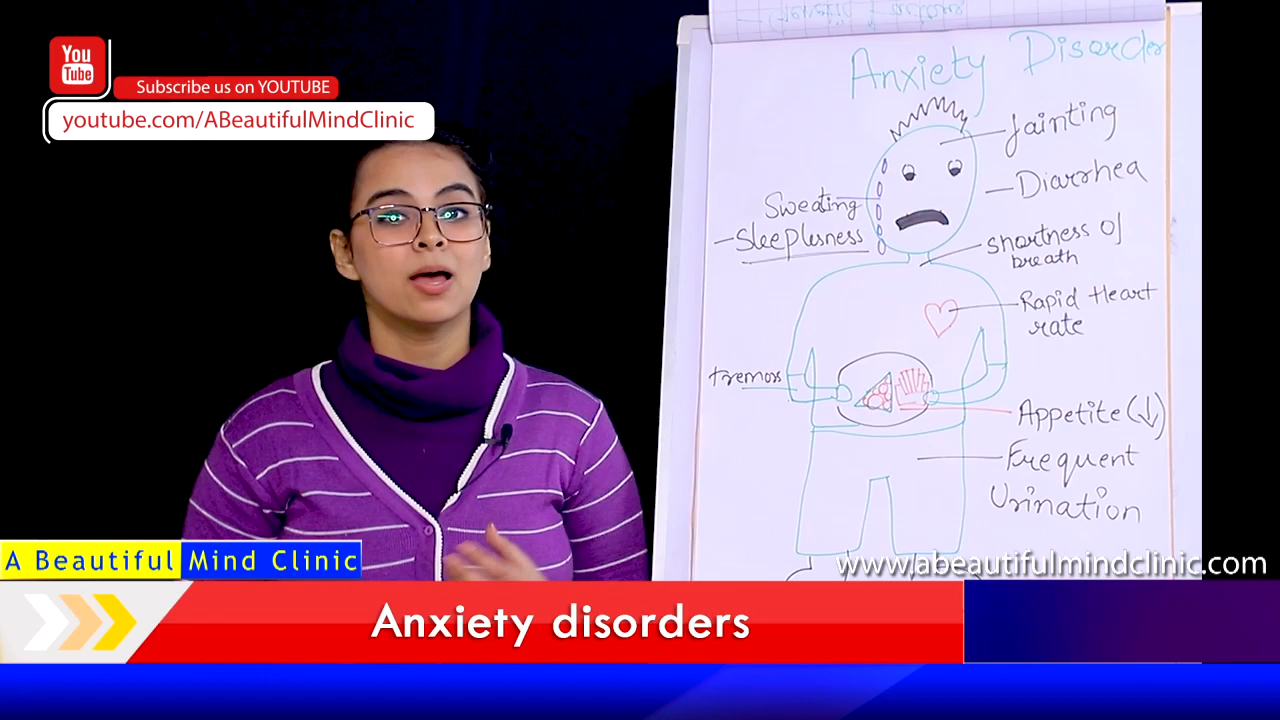 You
Tube
Subscribe us on YOUTUBE
youtube.com/ABeautifulMindClinic
Anxiety Disorder
fainting
Diarrhea
Sweating
Sleeplesness
Shortness of
breath
Rapid Heart
rate
tremors
Appetite (↓)
Frequent
Urination
A Beautiful Mind Clinic
www.abeautifulmindclinic.com
Anxiety disorders